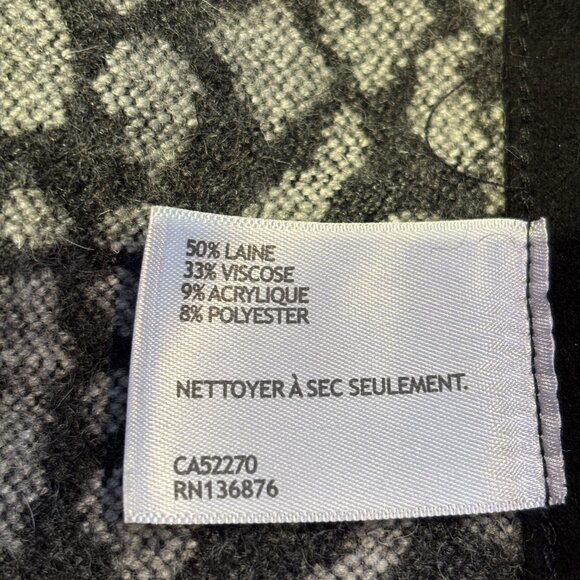 50% LAINE
33% VISCOSE
9% ACRYLIQUE
8% POLYESTER
NETTOYER À SEC SEULEMENT.
CA52270
RN136876